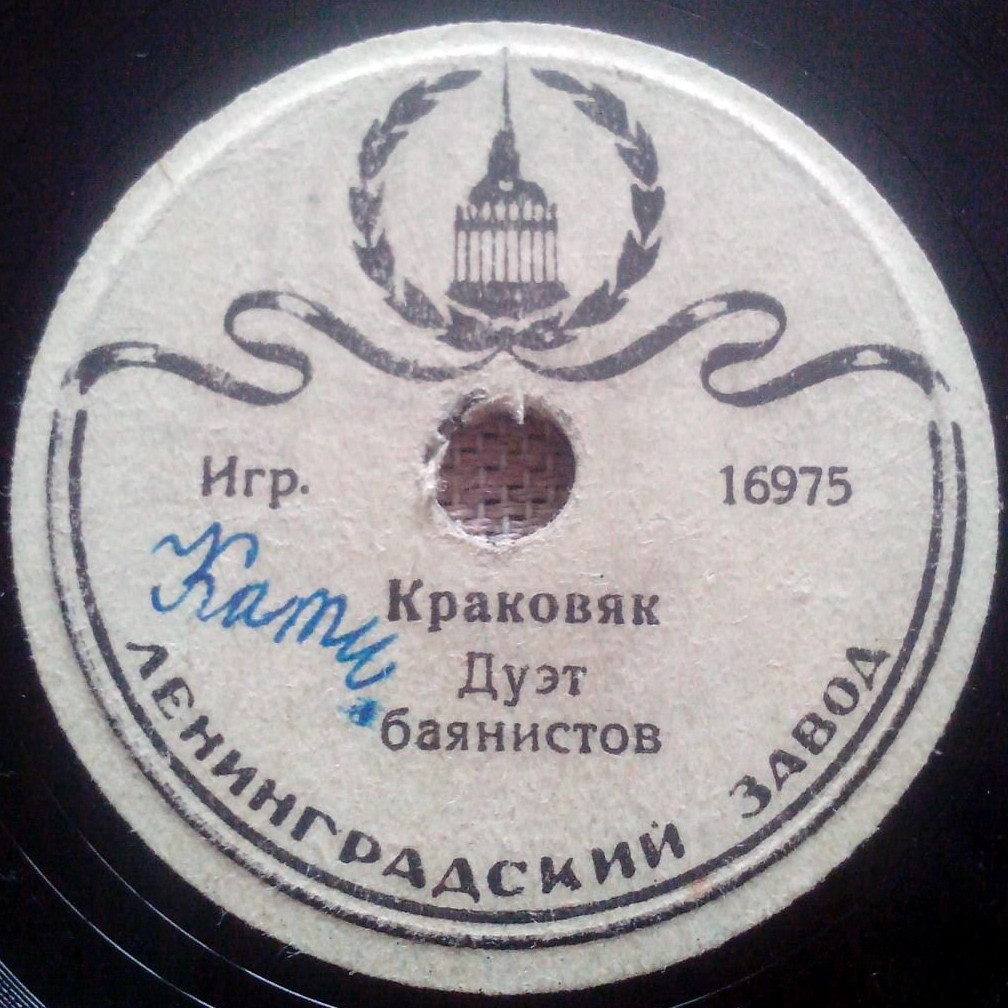 Игр. 16975
Кати
Краковяк
Дуэт
баянистов
ЛЕНИНГРАДСКИЙ ЗАВОД